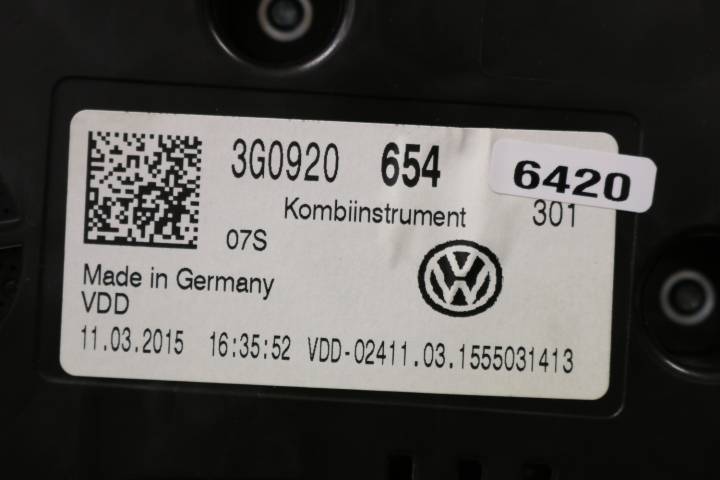 3G0920 654
6420
Kombiinstrument 301
07S
Made in Germany
VDD
11.03.2015 16:35:52 VDD-02411.03.1555031413